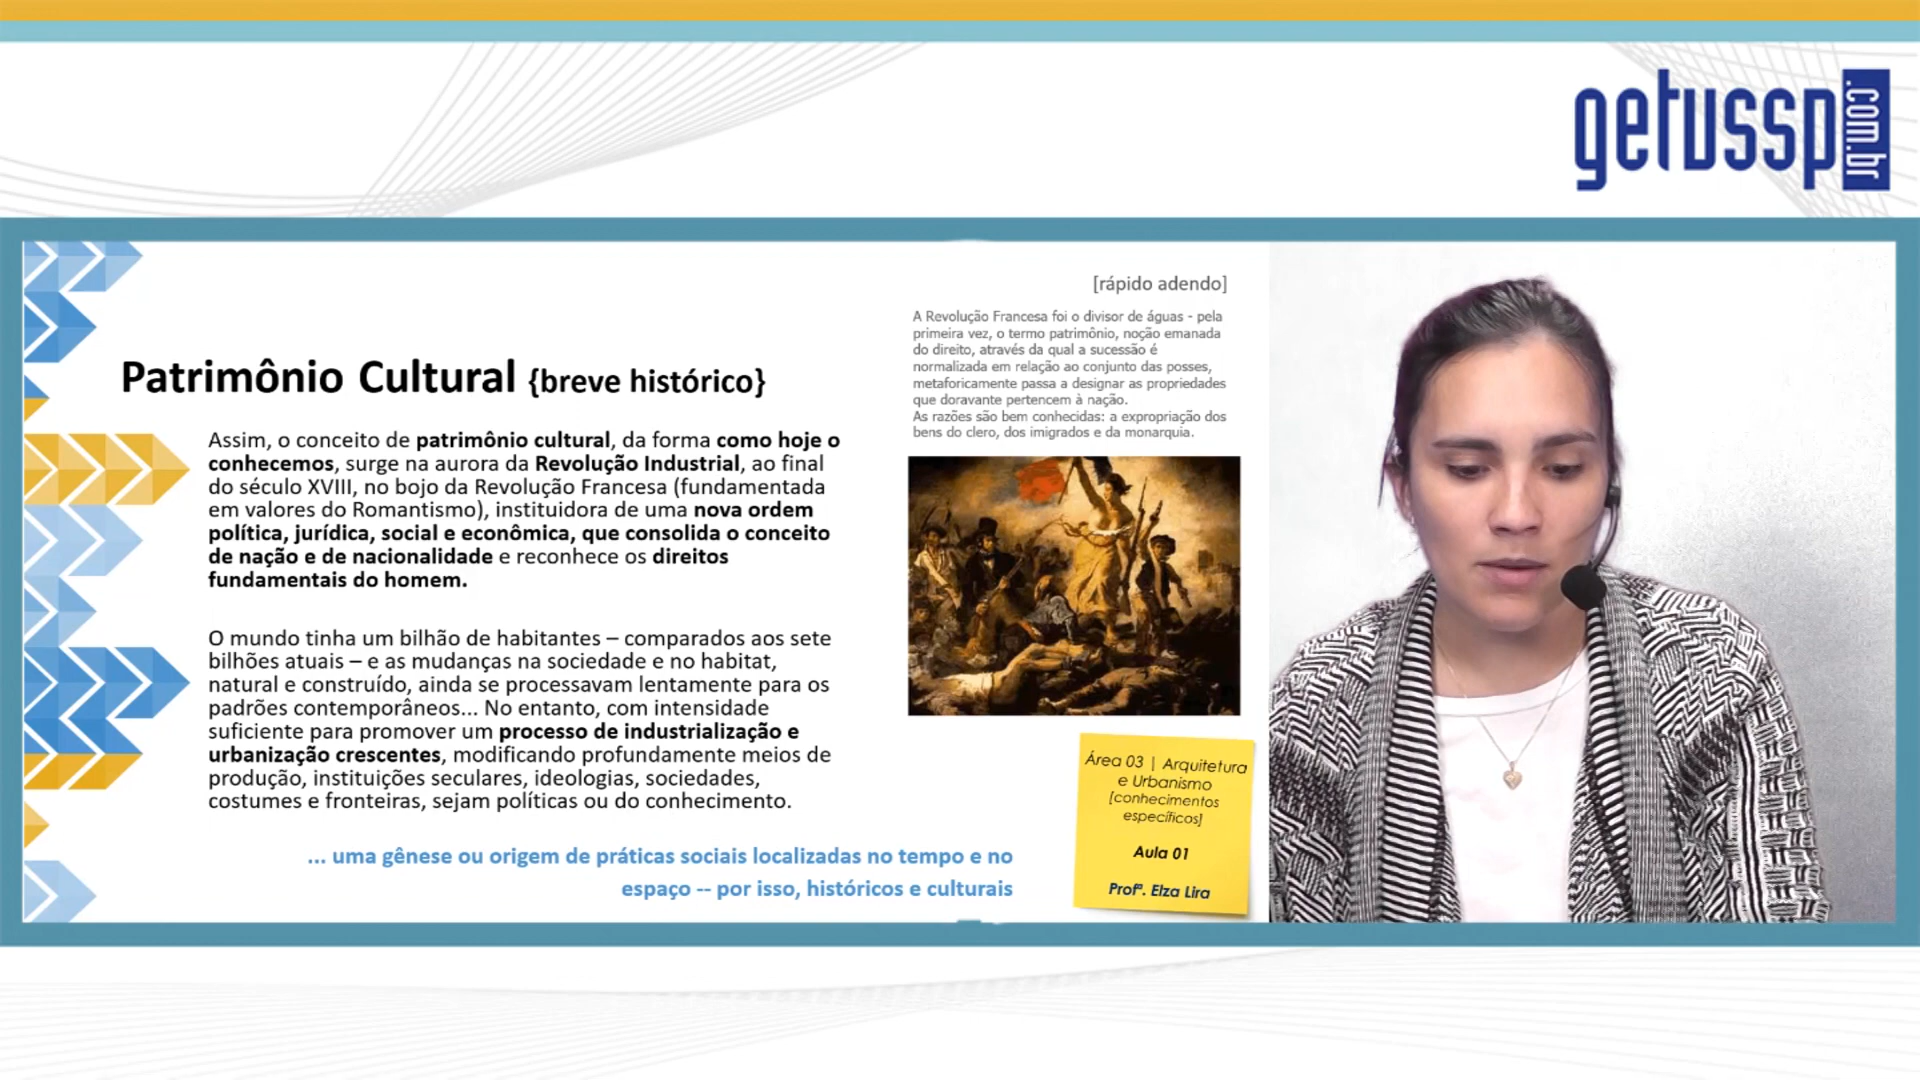 getussp
.com.br
[rápido adendo]
A Revolução Francesa foi o divisor de águas - pela
primeira vez, o termo patrimônio, noção emanada
do direito, através da qual a sucessão é
normalizada em relação ao conjunto das posses,
metaforicamente passa a designar as propriedades
que doravante pertencem à nação.
As razões são bem conhecidas: a expropriação dos
bens do clero, dos imigrados e da monarquia.
Patrimônio Cultural {breve histórico}
Assim, o conceito de patrimônio cultural, da forma como hoje o
conhecemos, surge na aurora da Revolução Industrial, ao final
do século XVIII, no bojo da Revolução Francesa (fundamentada
em valores do Romantismo), instituidora de uma nova ordem
política, jurídica, social e econômica, que consolida o conceito
de nação e de nacionalidade e reconhece os direitos
fundamentais do homem.
O mundo tinha um bilhão de habitantes – comparados aos sete
bilhões atuais – e as mudanças na sociedade e no habitat,
natural e construído, ainda se processavam lentamente para os
padrões contemporâneos... No entanto, com intensidade
suficiente para promover um processo de industrialização e
urbanização crescentes, modificando profundamente meios de
produção, instituições seculares, ideologias, sociedades,
costumes e fronteiras, sejam políticas ou do conhecimento.
... uma gênese ou origem de práticas sociais localizadas no tempo e no
espaço -- por isso, históricos e culturais
Área 03 | Arquitetura
e Urbanismo
[conhecimentos
específicos]
Aula 01
Profª. Elza Lira